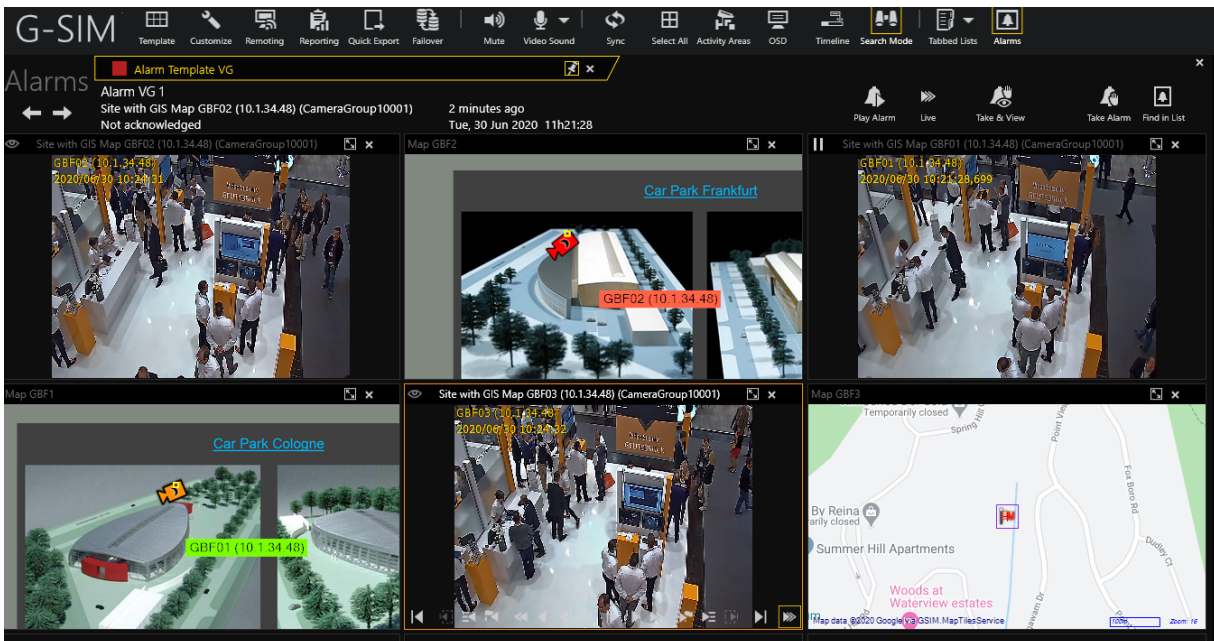 G-SIM
Template Customize Remoting Reporting Quick Export Failover Mute Video Sound Sync Select All Activity Areas OSD Timeline Search Mode Tabbed Lists Alarms
Alarms
Alarm Template VG
Alarm VG 1
Site with GIS Map GBF02 (10.1.34.48) (CameraGroup10001) 2 minutes ago
Not acknowledged Tue, 30 Jun 2020 11h21:28
Play Alarm Live Take & View Take Alarm Find in List
Site with GIS Map GBF02 (10.1.34.48) (CameraGroup10001)
GBF02 (10.1.34.48)
2020/06/30 10:24:31
Map GBF2
Car Park Frankfurt
GBF02 (10.1.34.48)
Site with GIS Map GBF01 (10.1.34.48) (CameraGroup10001)
GBF01 (10.1.34.48)
2020/06/30 10:21:28,699
Map GBF1
Car Park Cologne
GBF01 (10.1.34.48)
Site with GIS Map GBF03 (10.1.34.48) (CameraGroup10001)
GBF03 (10.1.34.48)
2020/06/30 10:24:32
Map GBF3
Temporarily closed
Spring Hill
Point View
Fox Boro Rd
By Reina
arily closed
Summer Hill Apartments
Dudley Ct
Woods at
Waterview estates
Map data ©2020 Google via GSIM.MapTilesService
100m
Zoom: 16